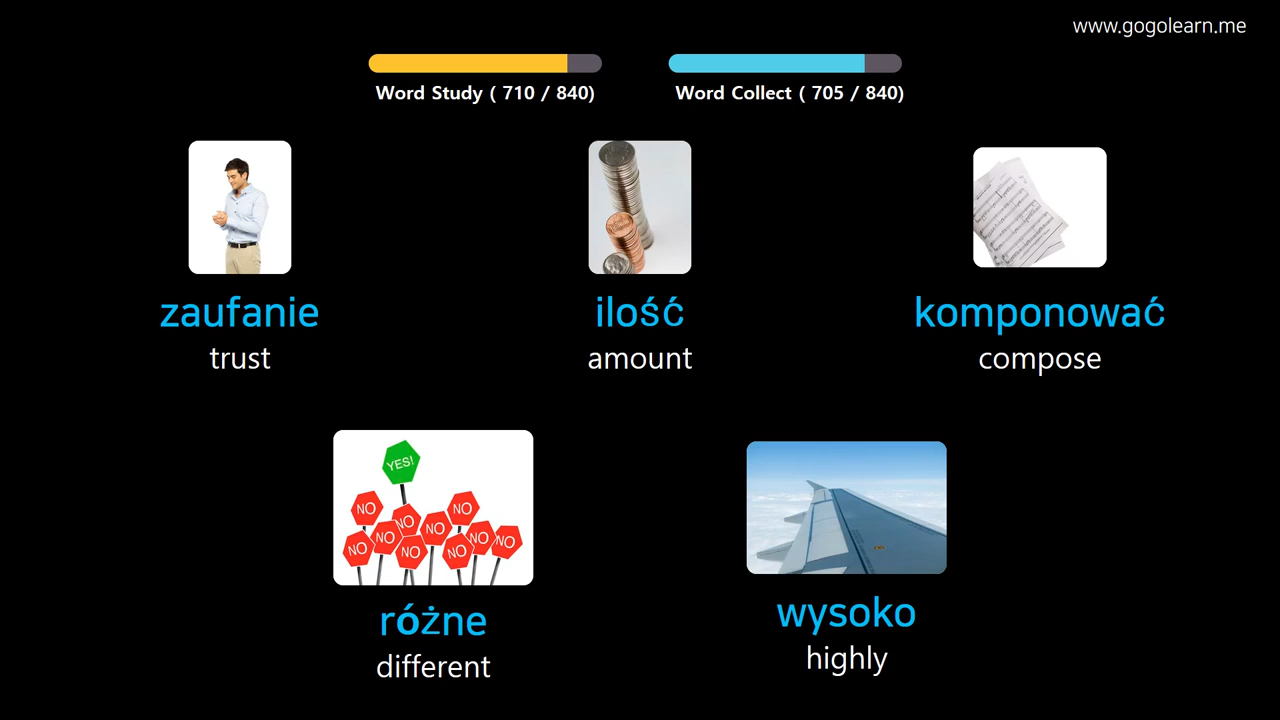 www.gogolearn.me
Word Study ( 710 / 840)
Word Collect ( 705 / 840)
zaufanie
trust
ilość
amount
komponować
compose
YES!
NO
NO
NO
NO
NO
NO
NO
NO
NO
NO
różne
different
wysoko
highly